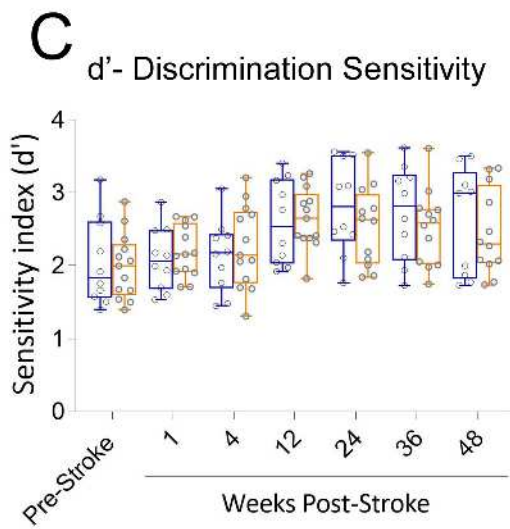 C
d'- Discrimination Sensitivity
Sensitivity index (d')
4
3
2
1
0
Pre-Stroke
1
4
12
24
36
48
Weeks Post-Stroke